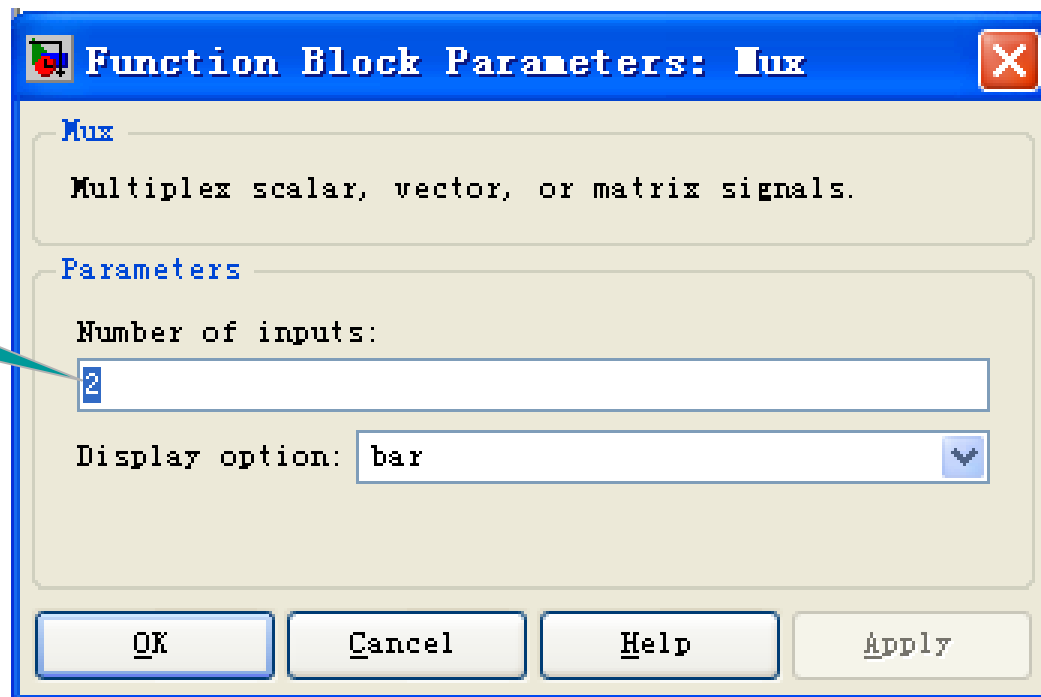 Function Block Parameters: Mux
Mux
Multiplex scalar, vector, or matrix signals.
Parameters
Number of inputs:
2
Display option: bar
OK Cancel Help Apply